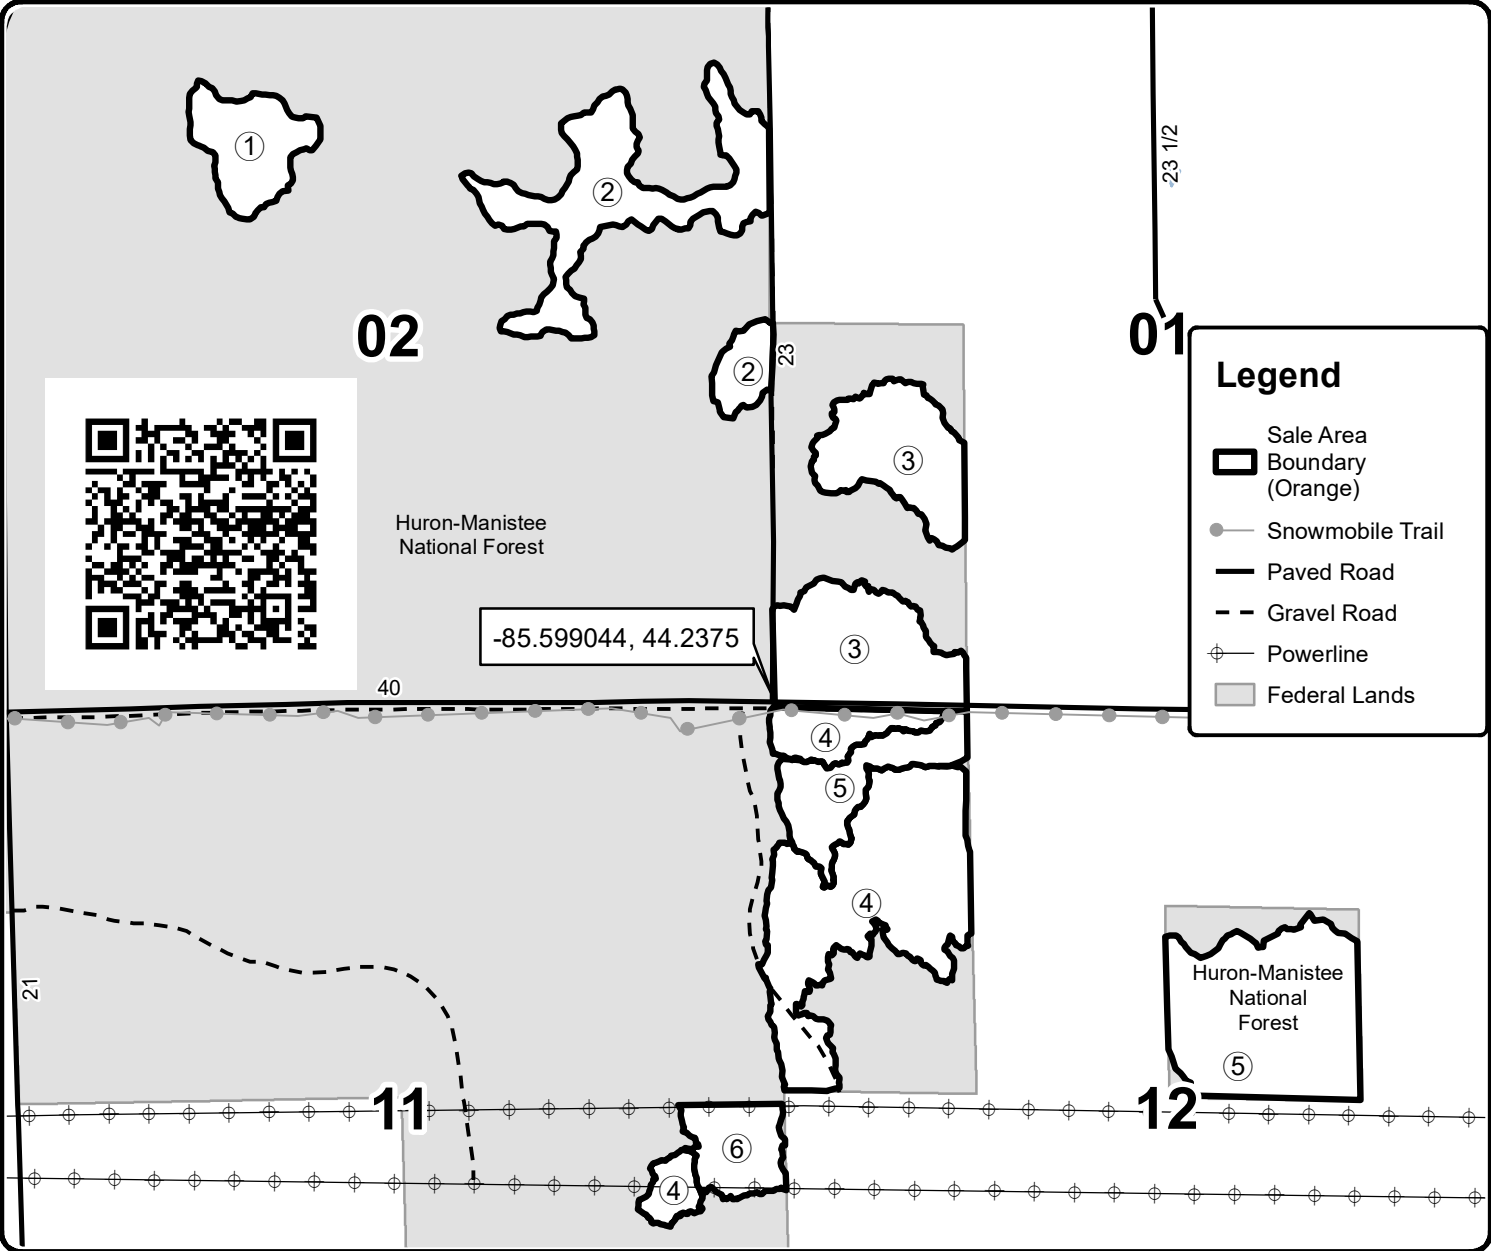 23 1/2
①
②
02
01
23
②
Legend
Sale Area
Boundary
(Orange)
③
Huron-Manistee
National Forest
Snowmobile Trail
Paved Road
Gravel Road
-85.599044, 44.2375
③
Powerline
40
Federal Lands
④
⑤
④
21
Huron-Manistee
National
Forest
⑤
11
12
⑥
④